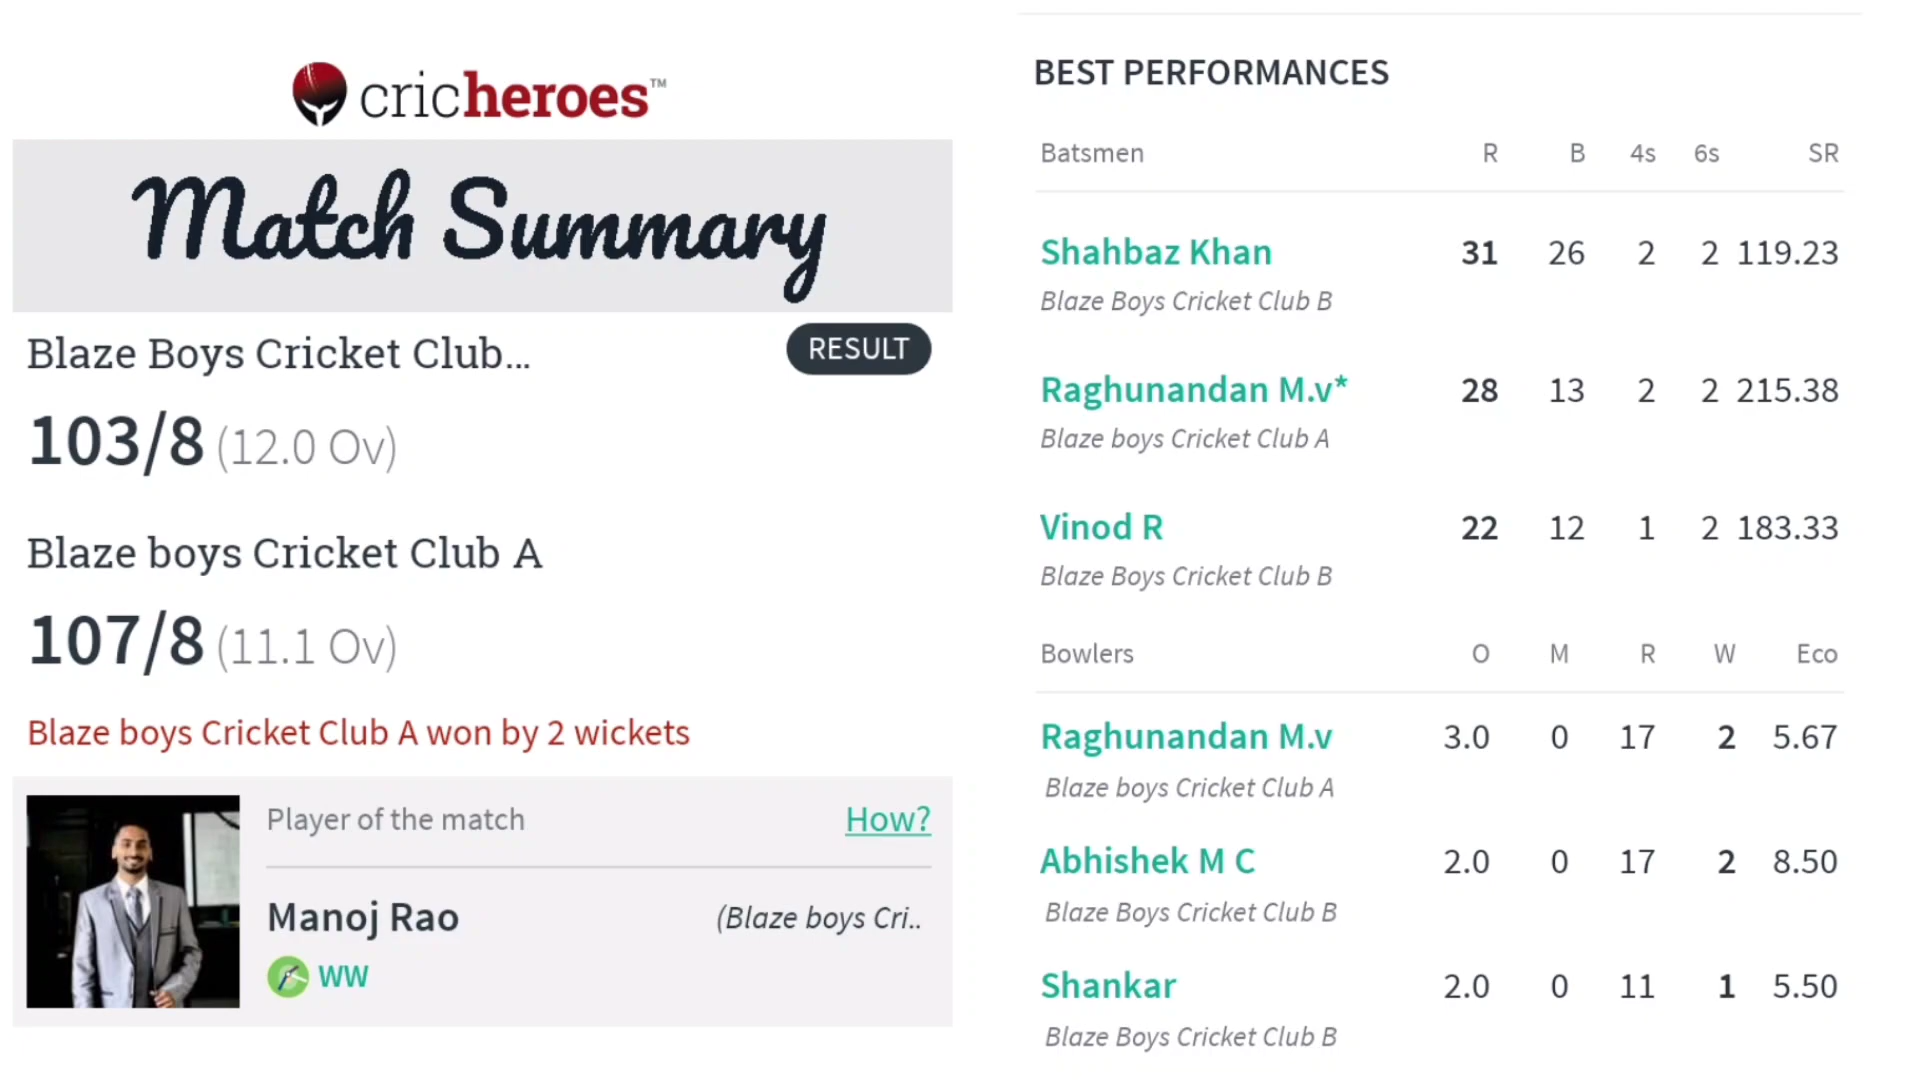 cricheroes™
Match Summary
Blaze Boys Cricket Club...
RESULT
103/8 (12.0 Ov)
Blaze boys Cricket Club A
107/8 (11.1 Ov)
Blaze boys Cricket Club A won by 2 wickets
Player of the match How?
Manoj Rao (Blaze boys Cri..
WW
BEST PERFORMANCES
Batsmen R B 4s 6s SR
Shahbaz Khan 31 26 2 2 119.23
Blaze Boys Cricket Club B
Raghunandan M.v* 28 13 2 2 215.38
Blaze boys Cricket Club A
Vinod R 22 12 1 2 183.33
Blaze Boys Cricket Club B
Bowlers O M R W Eco
Raghunandan M.v 3.0 0 17 2 5.67
Blaze boys Cricket Club A
Abhishek M C 2.0 0 17 2 8.50
Blaze Boys Cricket Club B
Shankar 2.0 0 11 1 5.50
Blaze Boys Cricket Club B